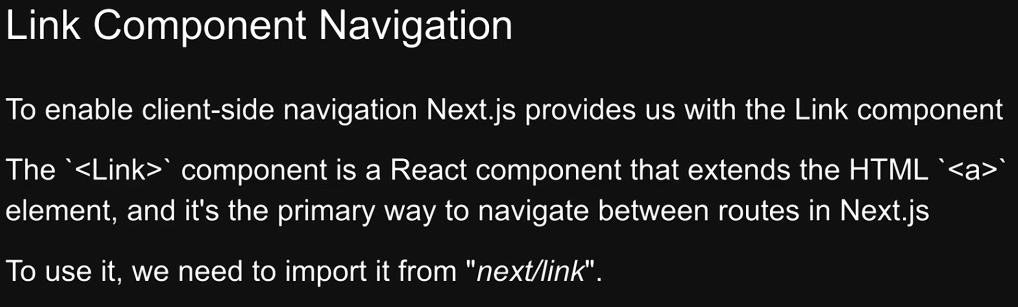 Link Component Navigation
To enable client-side navigation Next.js provides us with the Link component
The `<Link>` component is a React component that extends the HTML `<a>`
element, and it's the primary way to navigate between routes in Next.js
To use it, we need to import it from "next/link".